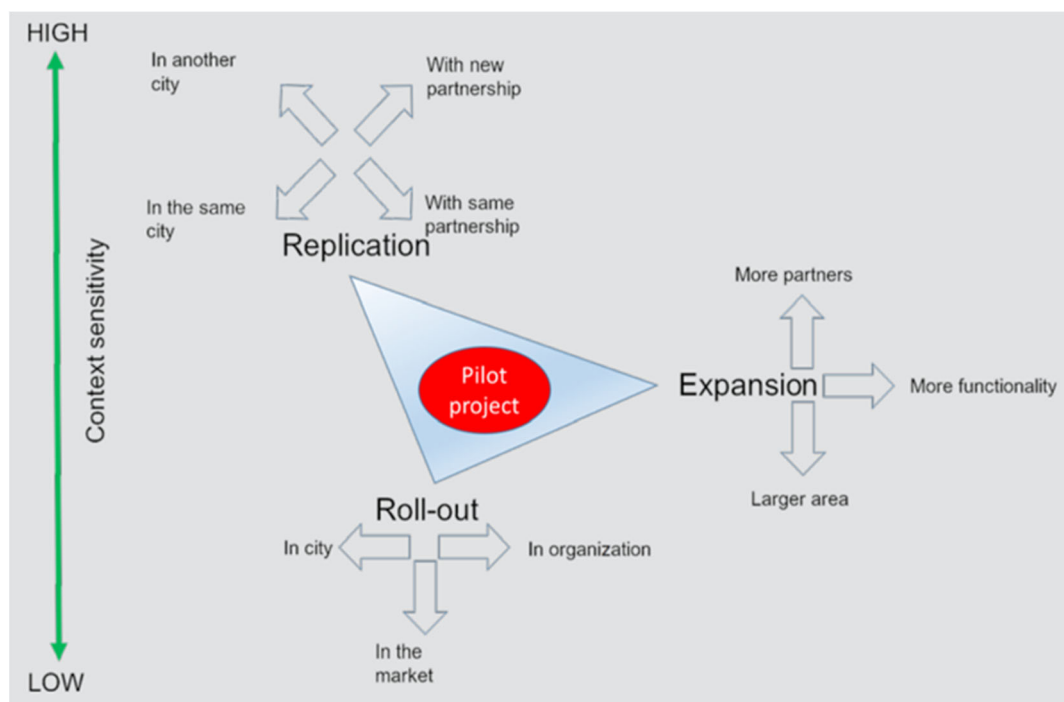 HIGH
In another
city
With new
partnership
In the same
city
With same
partnership
Replication
Context sensitivity
More partners
Pilot
project
Expansion
More functionality
Larger area
Roll-out
In city
In organization
In the
market
LOW